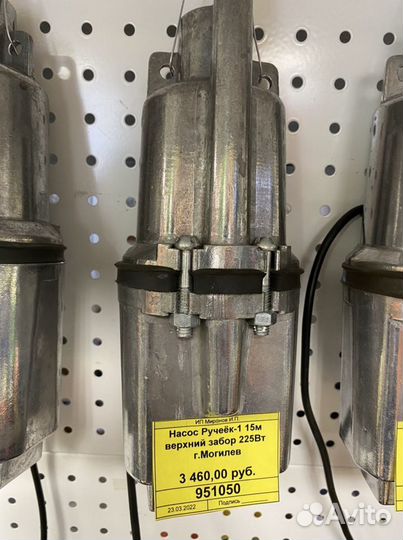 ИП Миронов И.П.
Насос Ручеёк-1 15м
верхний забор 225Вт
г.Могилев
3 460,00 руб.
951050
23.03.2022 Подпись
Avito